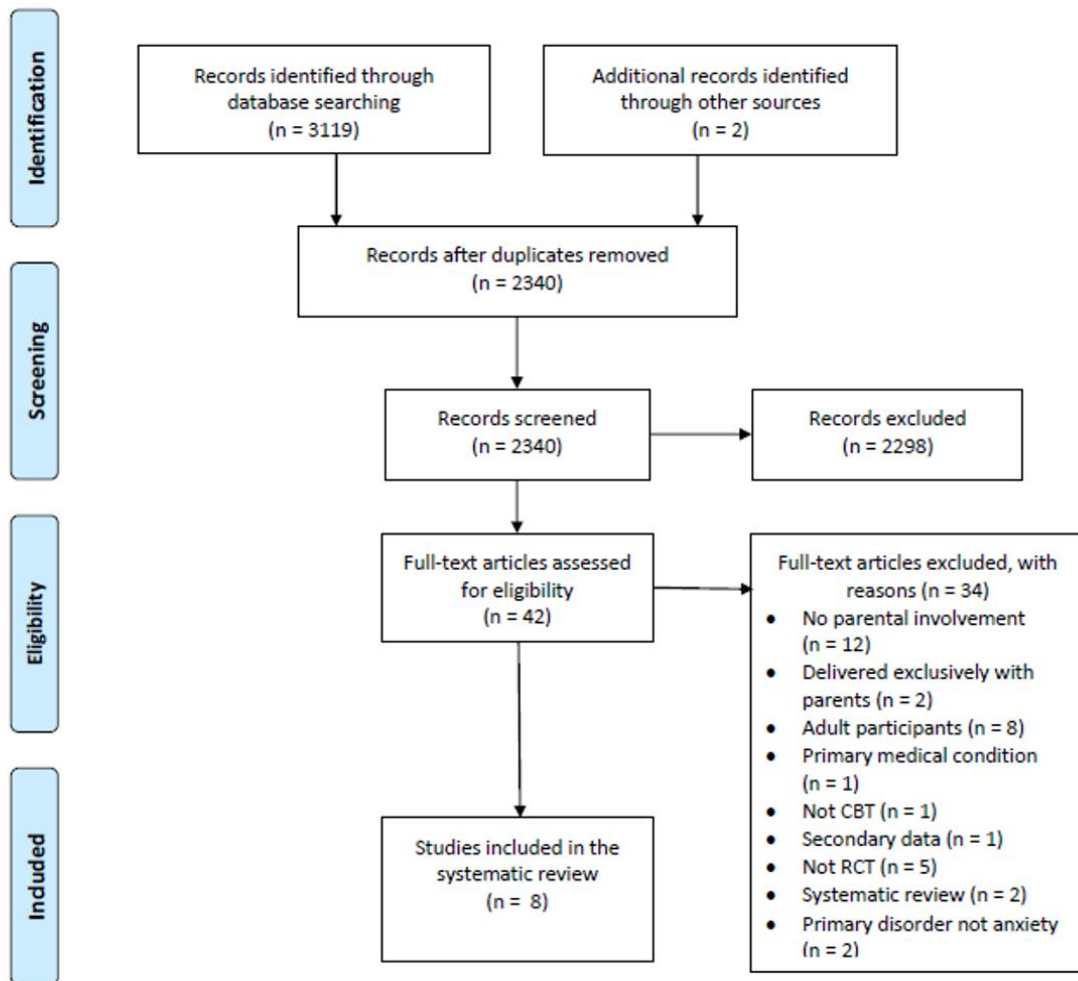 Identification
Records identified through
database searching
(n = 3119)
Additional records identified
through other sources
(n = 2)
Records after duplicates removed
(n = 2340)
Screening
Records screened
(n = 2340)
Records excluded
(n = 2298)
Eligibility
Full-text articles assessed
for eligibility
(n = 42)
Full-text articles excluded, with
reasons (n = 34)
• No parental involvement
(n = 12)
• Delivered exclusively with
parents (n = 2)
• Adult participants (n = 8)
• Primary medical condition
(n = 1)
• Not CBT (n = 1)
• Secondary data (n = 1)
• Not RCT (n = 5)
• Systematic review (n = 2)
• Primary disorder not anxiety
(n = 2)
Included
Studies included in the
systematic review
(n = 8)